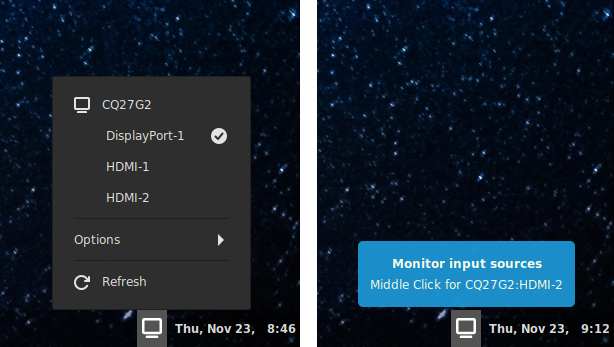 CQ27G2
DisplayPort-1
HDMI-1
HDMI-2
Options
Refresh
Thu, Nov 23, 8:46
Monitor input sources
Middle Click for CQ27G2:HDMI-2
Thu, Nov 23, 9:12